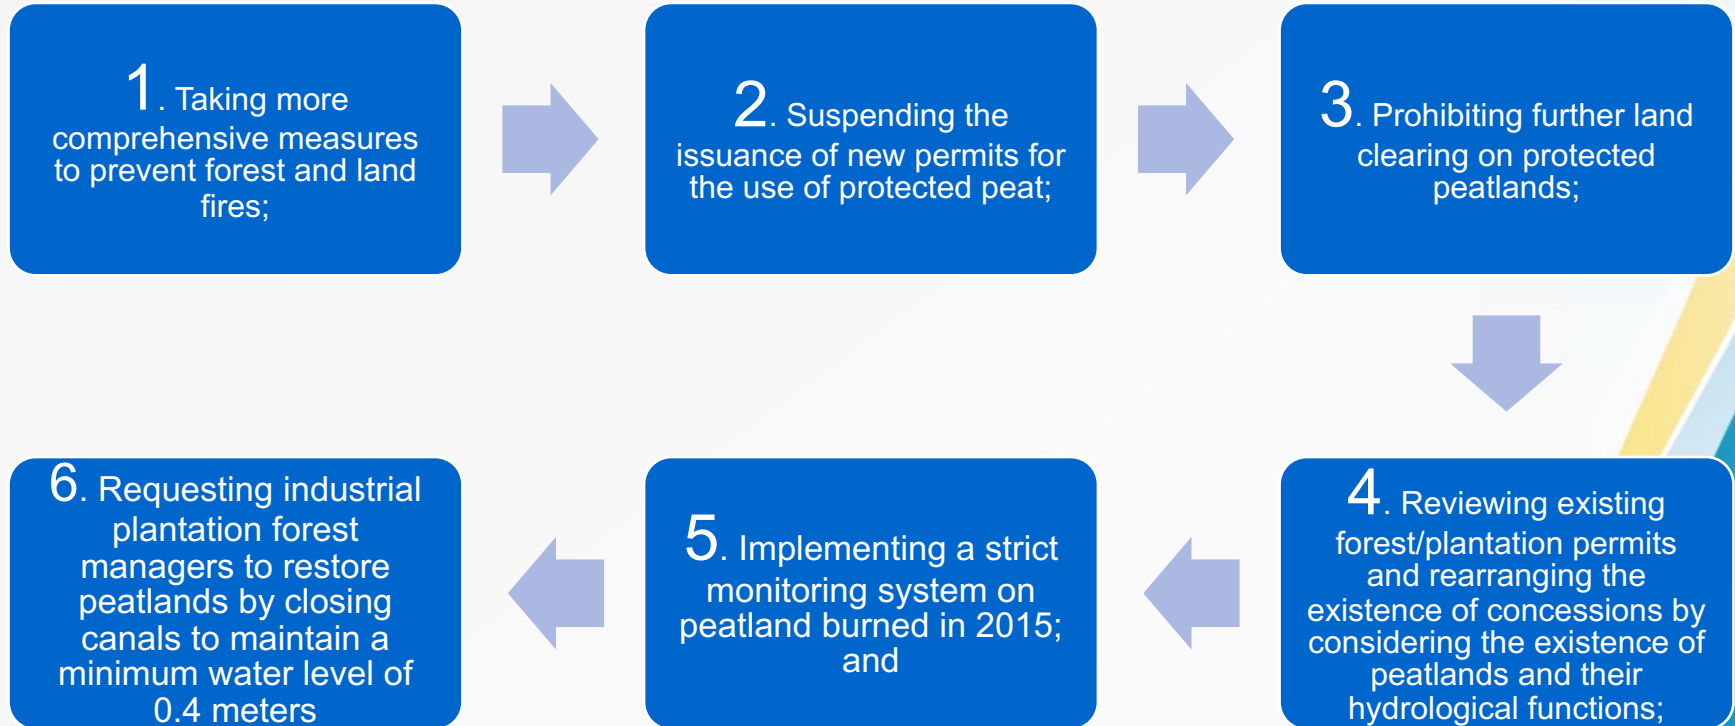 1. Taking more
comprehensive measures
to prevent forest and land
fires;
2. Suspending the
issuance of new permits for
the use of protected peat;
3. Prohibiting further land
clearing on protected
peatlands;
4. Reviewing existing
forest/plantation permits
and rearranging the
existence of concessions by
considering the existence of
peatlands and their
hydrological functions;
5. Implementing a strict
monitoring system on
peatland burned in 2015;
and
6. Requesting industrial
plantation forest
managers to restore
peatlands by closing
canals to maintain a
minimum water level of
0.4 meters